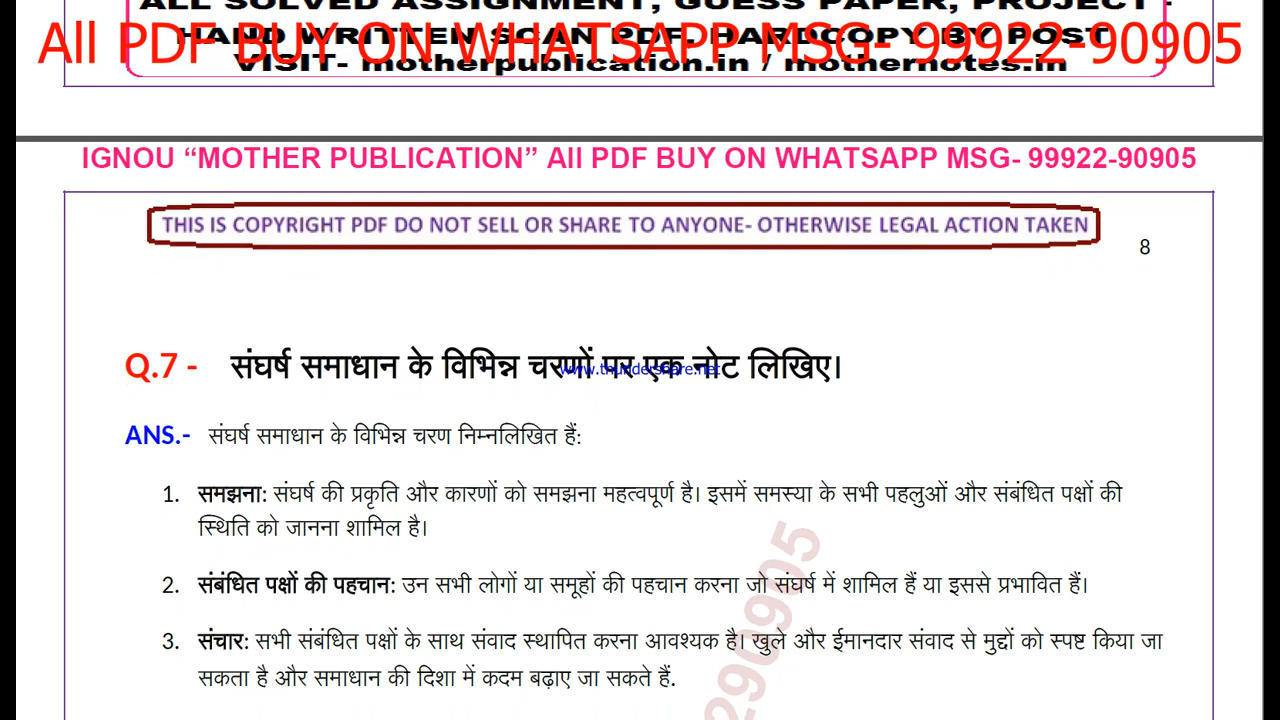 ALL SOLVED ASSIGNMENT, GUESS PAPER, PROJECT -
HAND WRITTEN SCAN PDF, HARDCOPY BY POST
All PDF BUY ON WHATSAPP MSG- 99922-90905
VISIT- motherpublication.in / mothernotes.in
IGNOU “MOTHER PUBLICATION” All PDF BUY ON WHATSAPP MSG- 99922-90905
THIS IS COPYRIGHT PDF DO NOT SELL OR SHARE TO ANYONE- OTHERWISE LEGAL ACTION TAKEN
8
Q.7 - संघर्ष समाधान के विभिन्न चरणों पर एक नोट लिखिए।
www.thundershare.net
ANS.- संघर्ष समाधान के विभिन्न चरण निम्नलिखित हैं:
1. समझना: संघर्ष की प्रकृति और कारणों को समझना महत्वपूर्ण है। इसमें समस्या के सभी पहलुओं और संबंधित पक्षों की
स्थिति को जानना शामिल है।
2. संबंधित पक्षों की पहचान: उन सभी लोगों या समूहों की पहचान करना जो संघर्ष में शामिल हैं या इससे प्रभावित हैं।
3. संचार: सभी संबंधित पक्षों के साथ संवाद स्थापित करना आवश्यक है। खुले और ईमानदार संवाद से मुद्दों को स्पष्ट किया जा
सकता है और समाधान की दिशा में कदम बढ़ाए जा सकते हैं.
290905